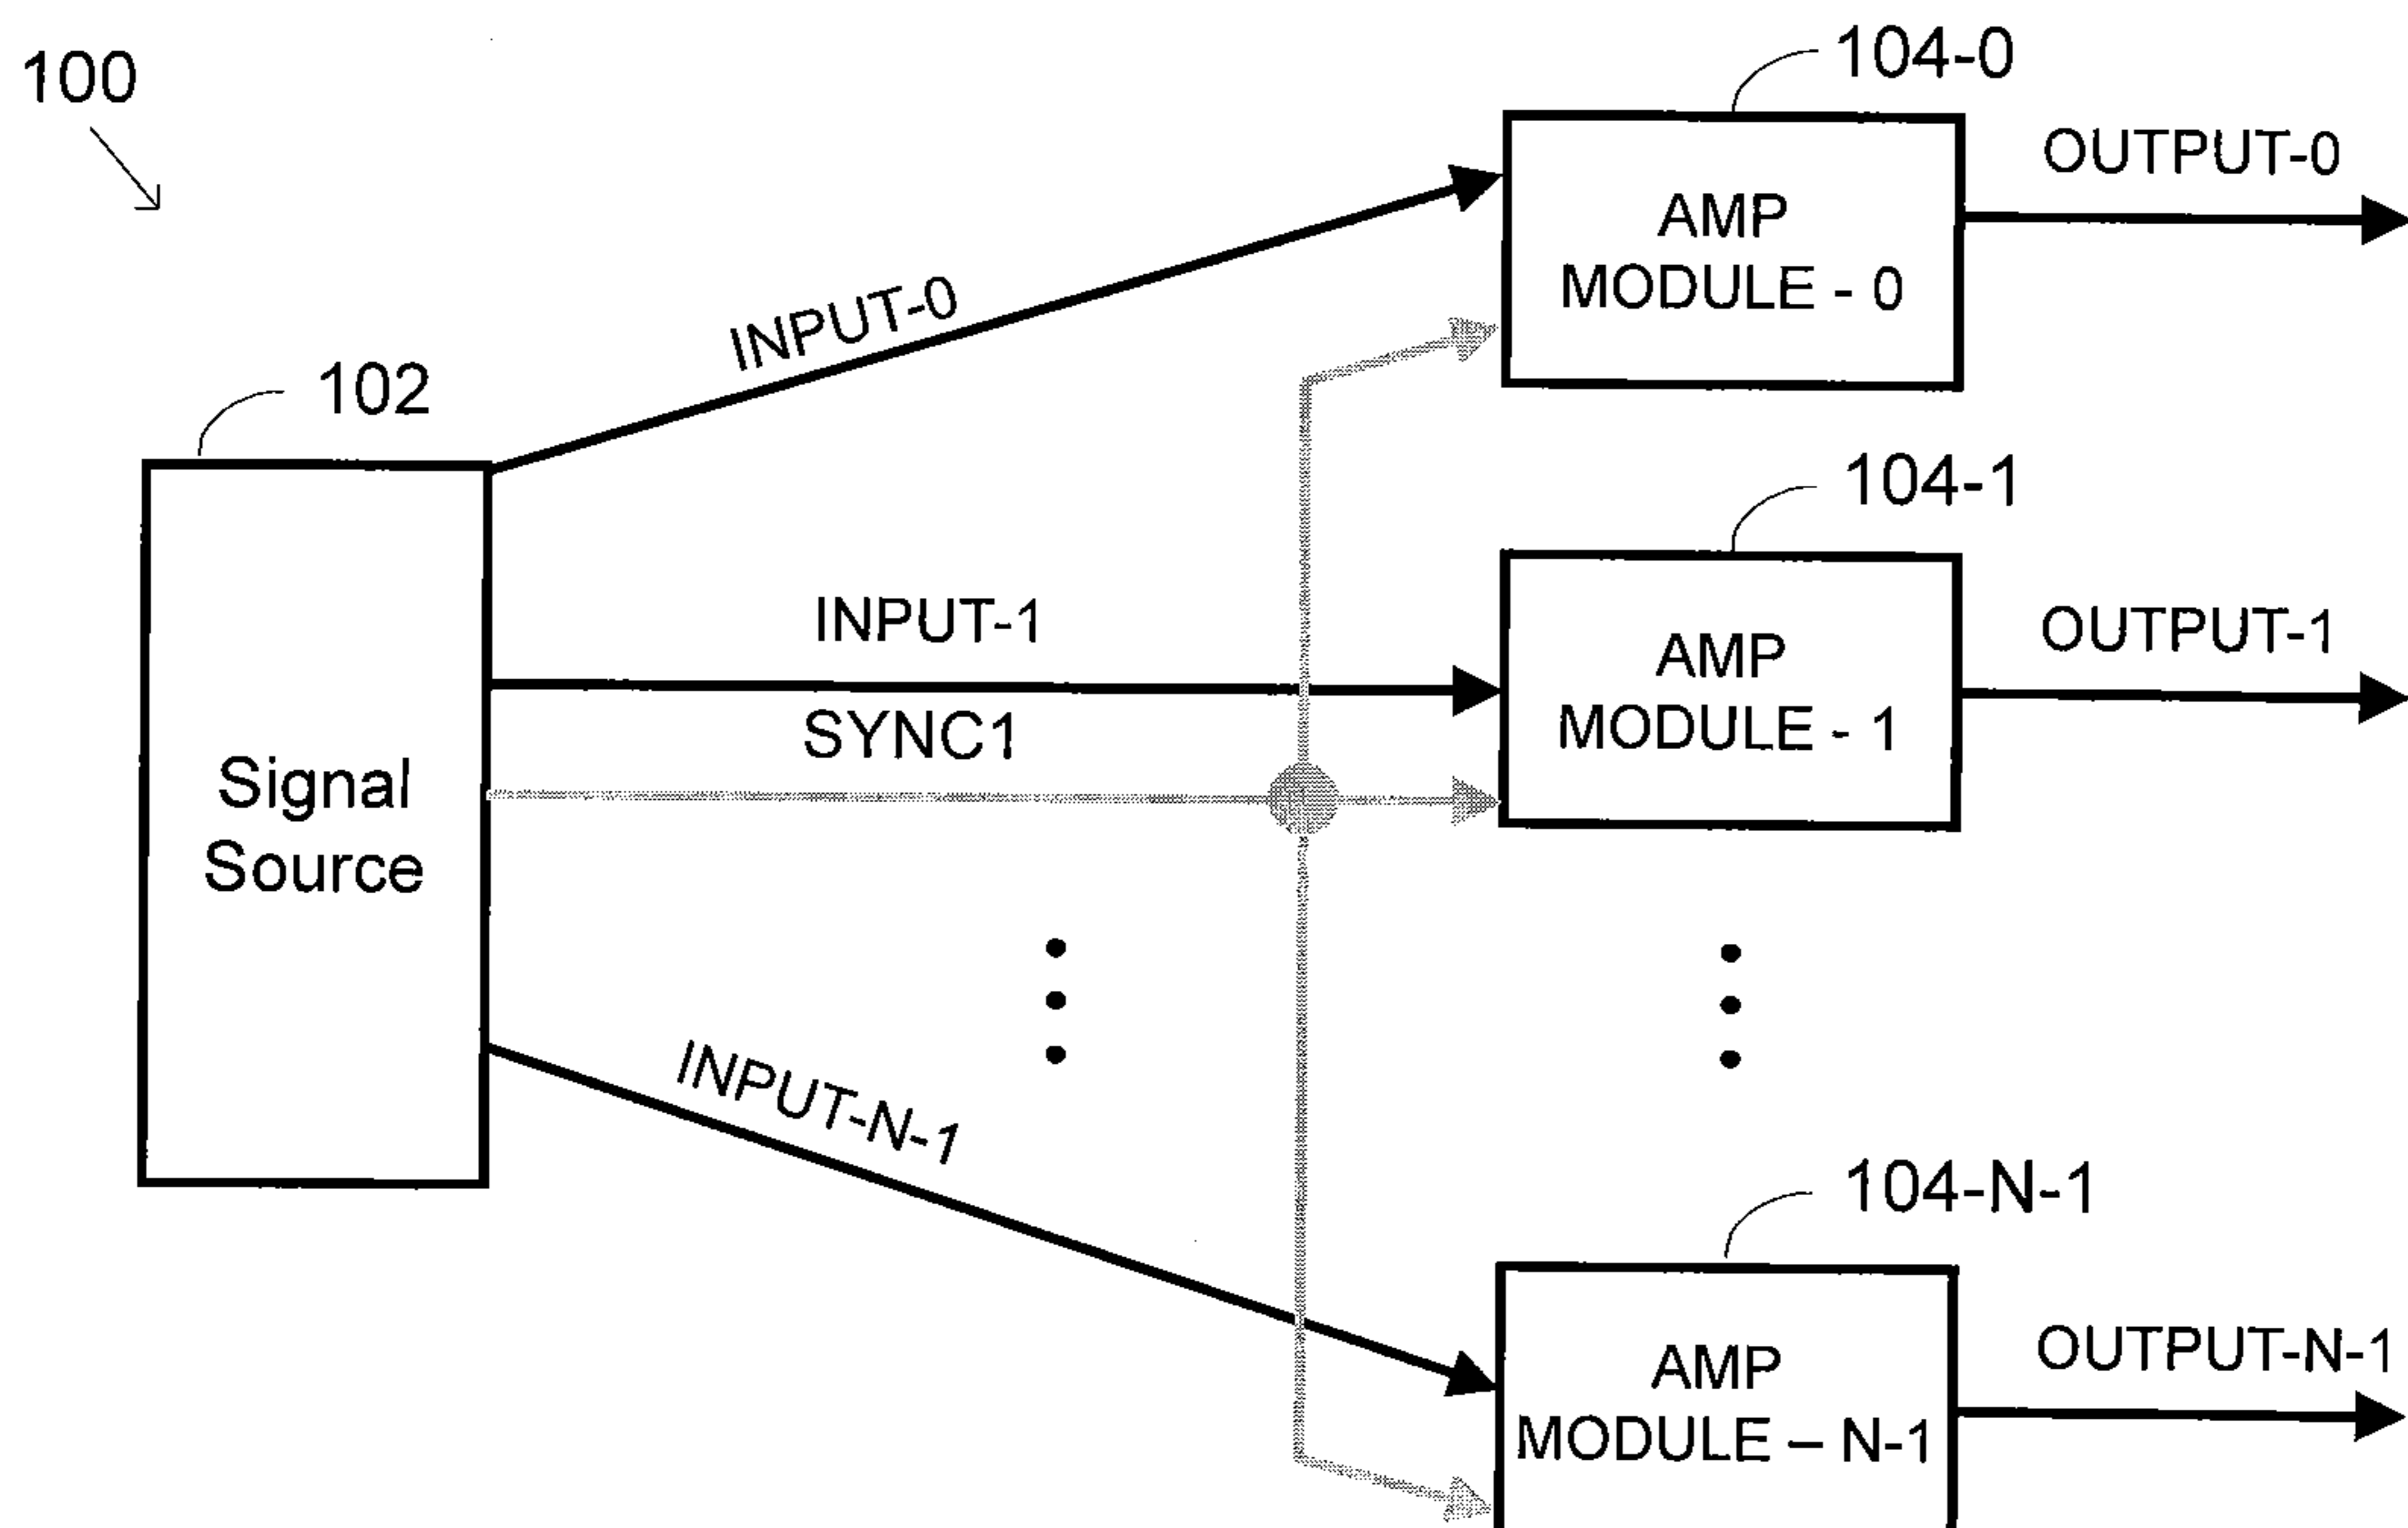 100
104-0
OUTPUT-0
AMP
MODULE - 0
INPUT-0
102
104-1
INPUT-1
OUTPUT-1
AMP
MODULE - 1
SYNC1
Signal
Source
INPUT-N-1
104-N-1
OUTPUT-N-1
AMP
MODULE – N-1